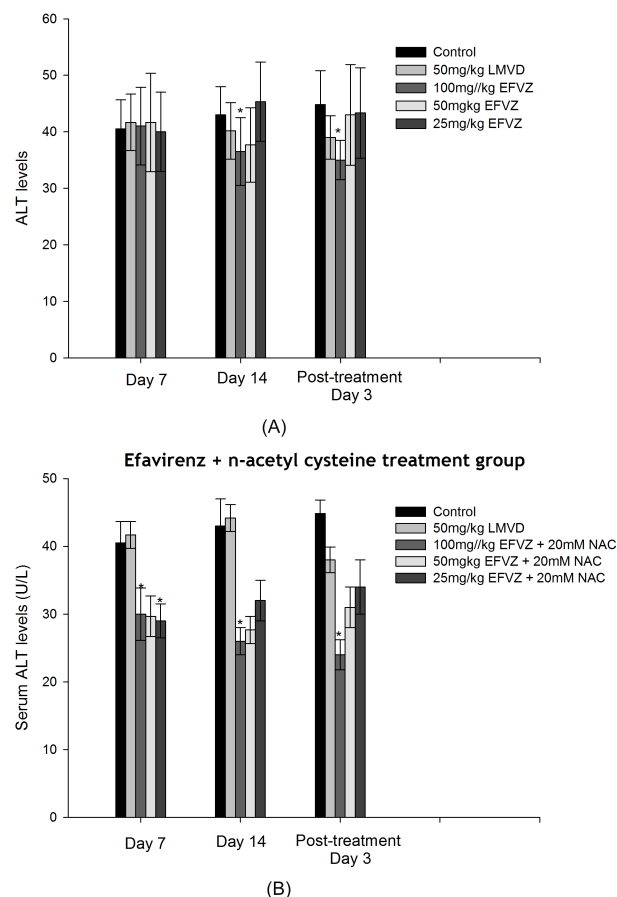 60
50
40
30
20
10
0
ALT levels
Control
50mg/kg LMVD
100mg//kg EFVZ
50mgkg EFVZ
25mg/kg EFVZ
*
*
Day 7
Day 14
Post-treatment
Day 3
(A)
Efavirenz + n-acetyl cysteine treatment group
50
40
30
20
10
0
Serum ALT levels (U/L)
Control
50mg/kg LMVD
100mg//kg EFVZ + 20mM NAC
50mgkg EFVZ + 20mM NAC
25mg/kg EFVZ + 20mM NAC
*
*
*
*
Day 7
Day 14
Post-treatment
Day 3
(B)